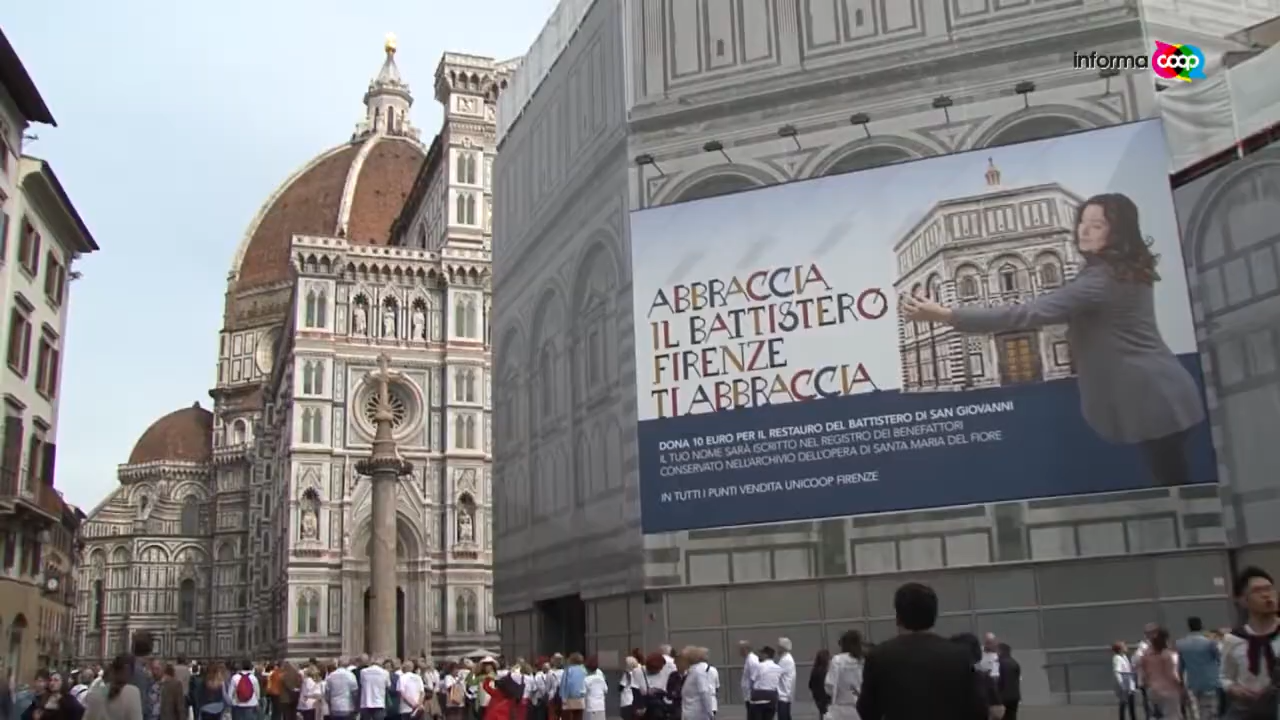 informa coop
ABBRACCIA
IL BATTISTERO
FIRENZE
TI ABBRACCIA
DONA 10 EURO PER IL RESTAURO DEL BATTISTERO DI SAN GIOVANNI
IL TUO NOME SARÀ ISCRITTO NEL REGISTRO DEI BENEFATTORI
CONSERVATO NELL'ARCHIVIO DELL'OPERA DI SANTA MARIA DEL FIORE
IN TUTTI I PUNTI VENDITA UNICOOP FIRENZE